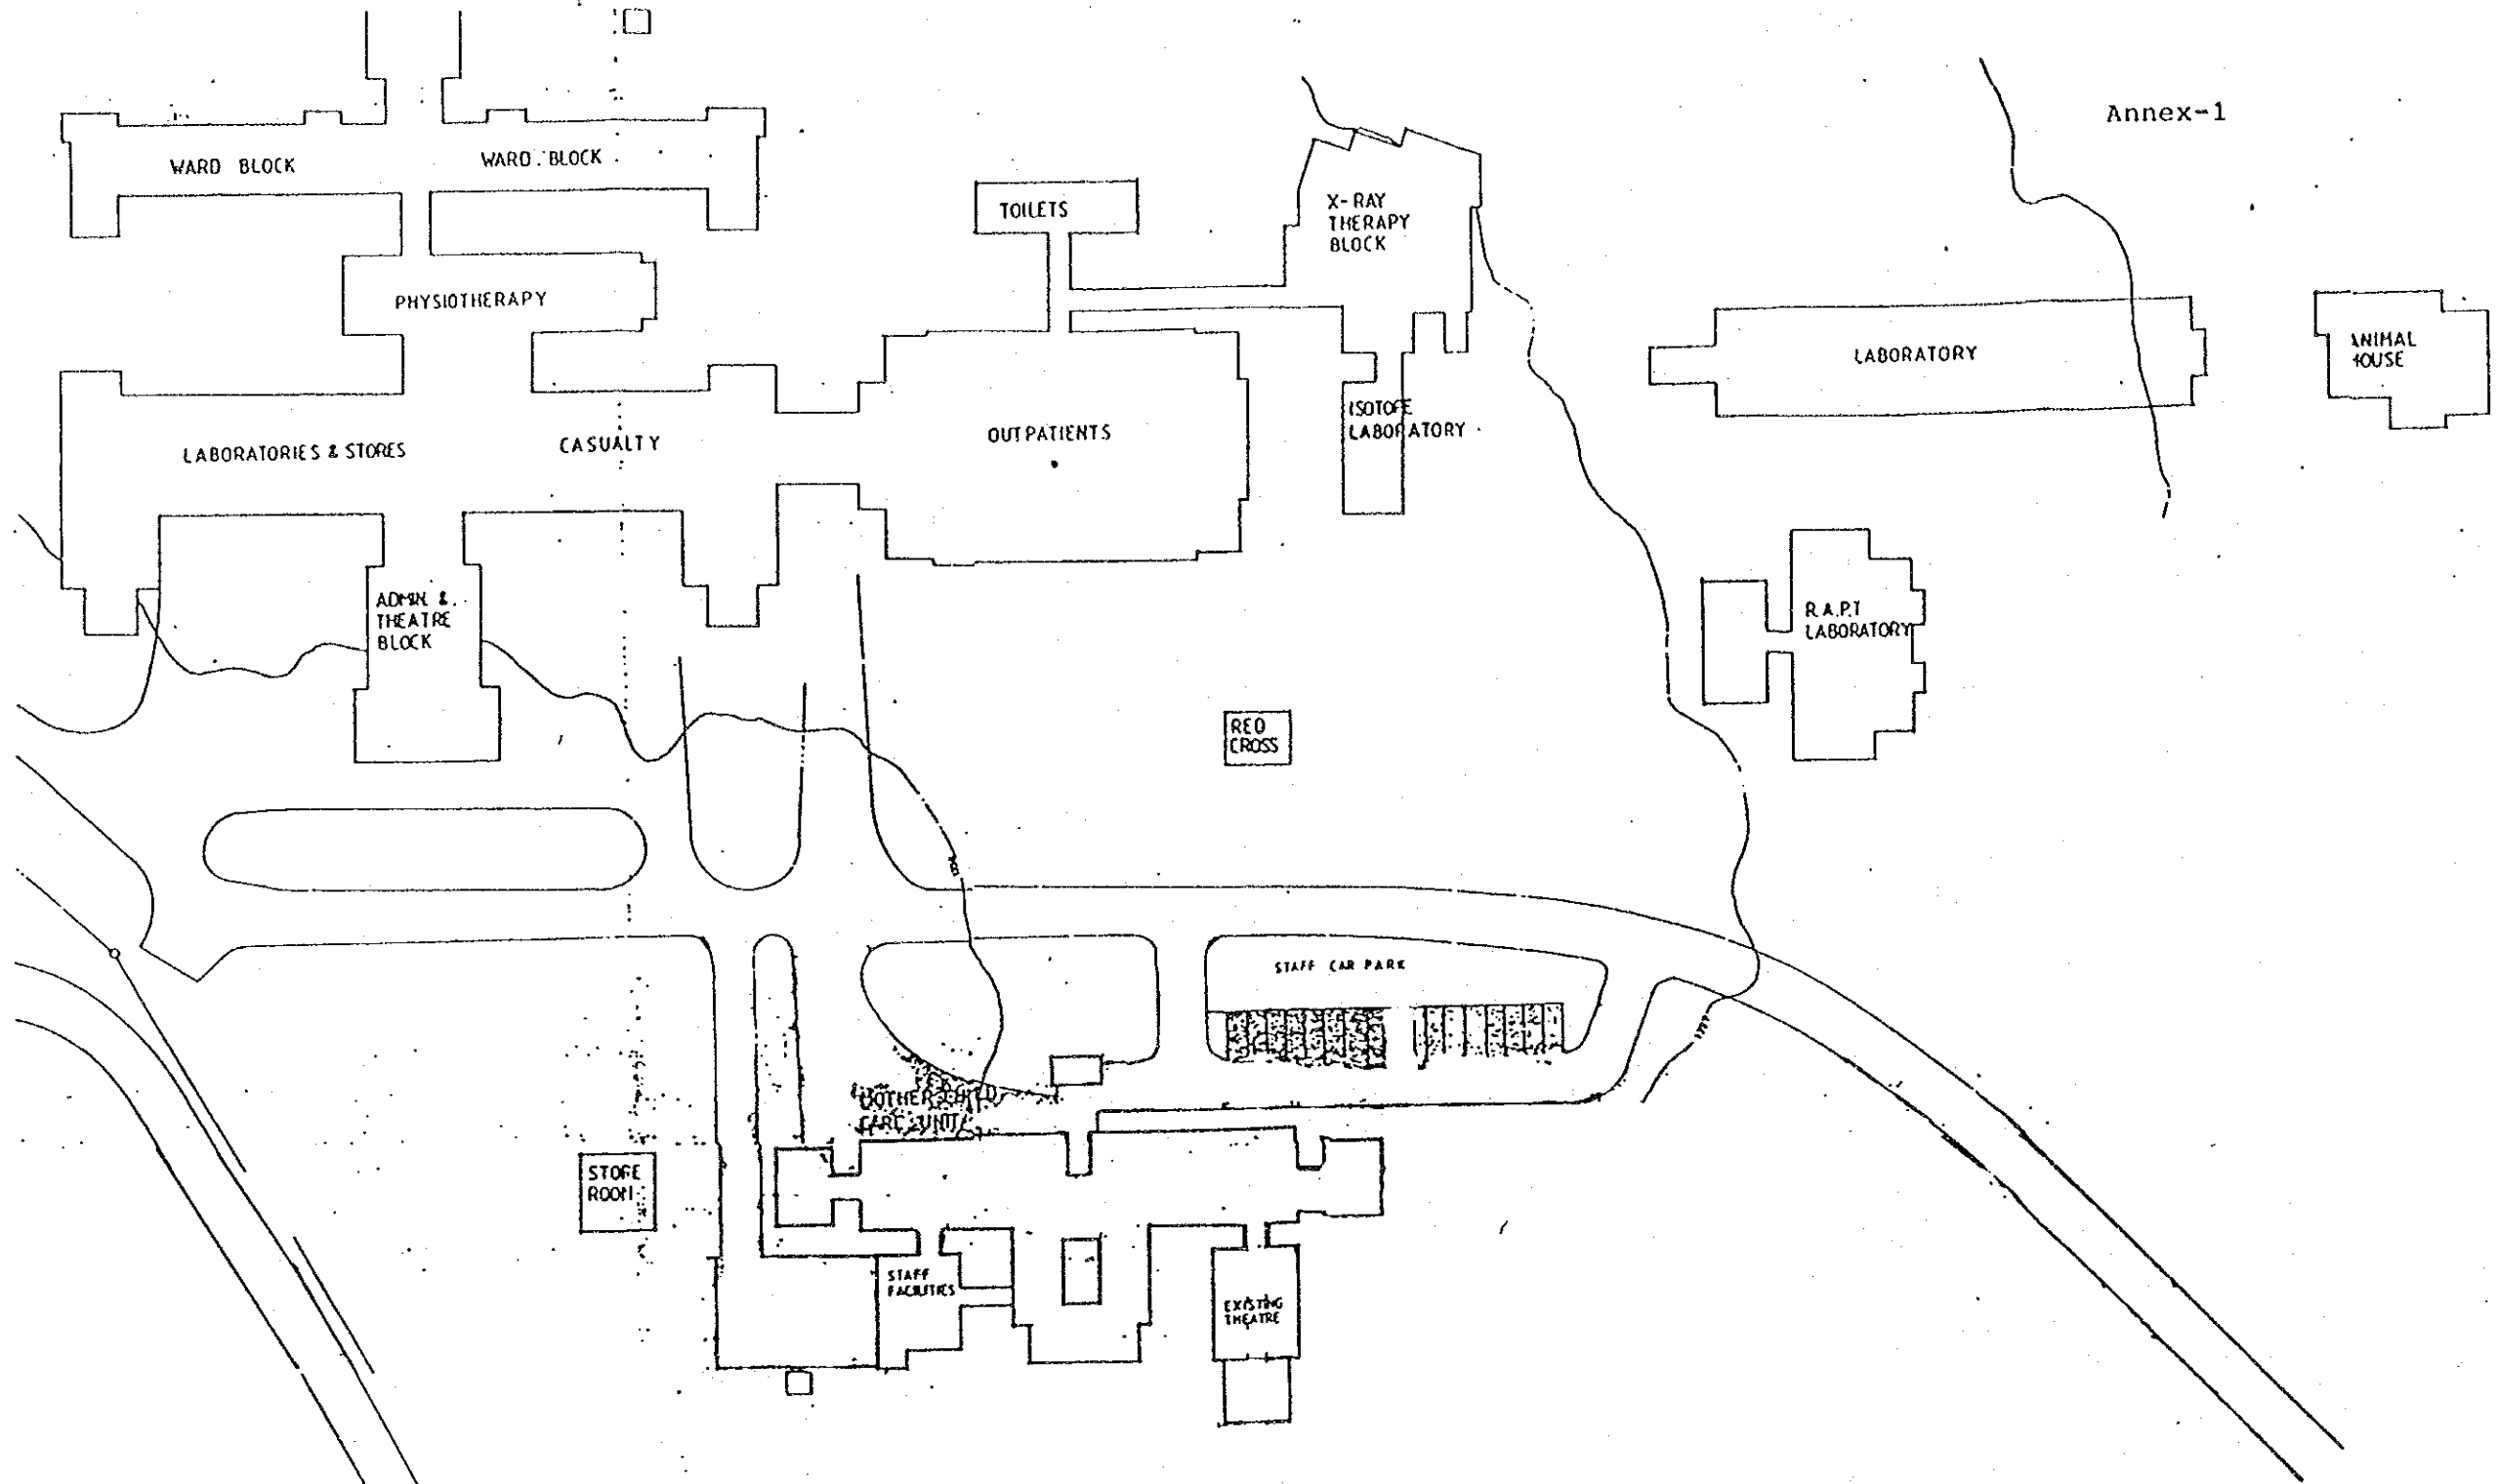 Annex-1
WARD BLOCK
WARD BLOCK
TOILETS
X-RAY
THERAPY
BLOCK
PHYSIOTHERAPY
LABORATORY
ANIMAL
HOUSE
ISOTOPE
LABORATORY
OUTPATIENTS
LABORATORIES & STORES
CASUALTY
ADMIN. &
THEATRE
BLOCK
R.A.P.T
LABORATORY
RED
CROSS
STAFF CAR PARK
MOTHER CHILD
CARE UNIT
STORE
ROOM
STAFF
FACILITIES
EXISTING
THEATRE